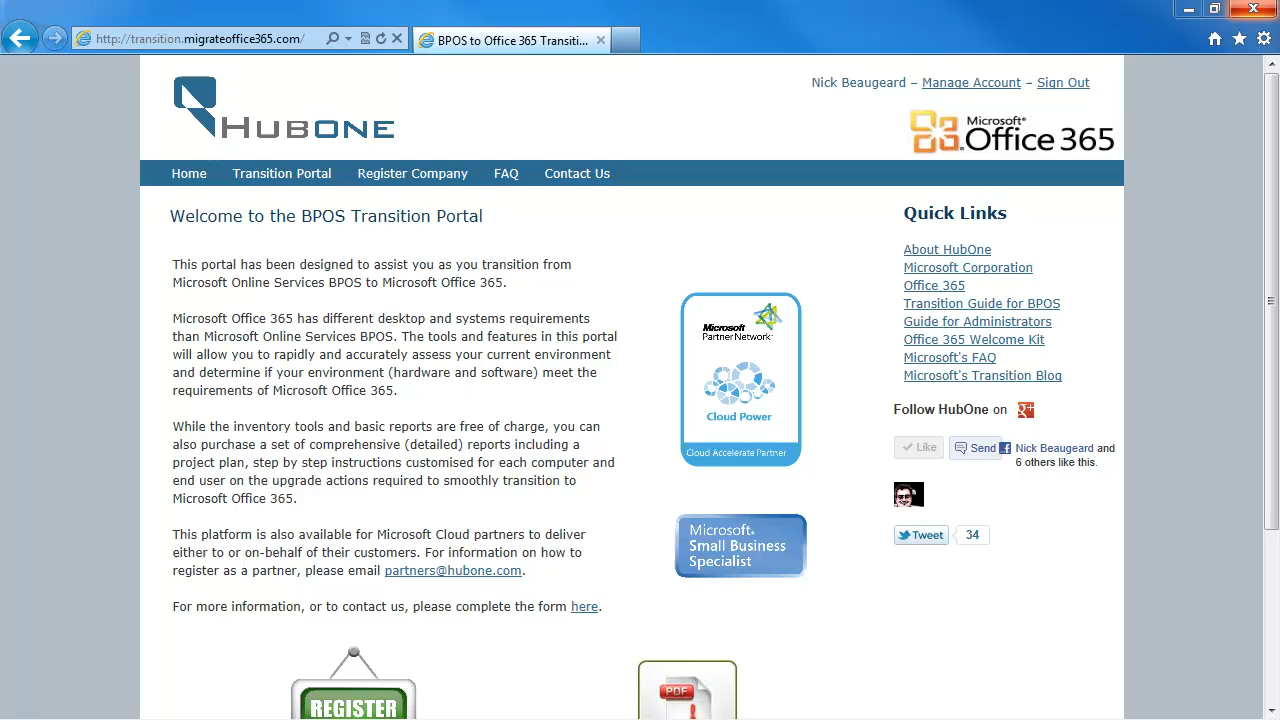 http://transition.migrateoffice365.com/
BPOS to Office 365 Transiti...
HUBONE
Nick Beaugeard – Manage Account – Sign Out
Microsoft®
Office 365
Home
Transition Portal
Register Company
FAQ
Contact Us
Welcome to the BPOS Transition Portal
This portal has been designed to assist you as you transition from
Microsoft Online Services BPOS to Microsoft Office 365.
Microsoft Office 365 has different desktop and systems requirements
than Microsoft Online Services BPOS. The tools and features in this portal
will allow you to rapidly and accurately assess your current environment
and determine if your environment (hardware and software) meet the
requirements of Microsoft Office 365.
While the inventory tools and basic reports are free of charge, you can
also purchase a set of comprehensive (detailed) reports including a
project plan, step by step instructions customised for each computer and
end user on the upgrade actions required to smoothly transition to
Microsoft Office 365.
This platform is also available for Microsoft Cloud partners to deliver
either to or on-behalf of their customers. For information on how to
register as a partner, please email partners@hubone.com.
For more information, or to contact us, please complete the form here.
REGISTER
Microsoft
Partner Network
Cloud Power
Cloud Accelerate Partner
Microsoft®
Small Business
Specialist
PDF
Quick Links
About HubOne
Microsoft Corporation
Office 365
Transition Guide for BPOS
Guide for Administrators
Office 365 Welcome Kit
Microsoft's FAQ
Microsoft's Transition Blog
Follow HubOne on
Like
Send
Nick Beaugeard and
6 others like this.
Tweet
34